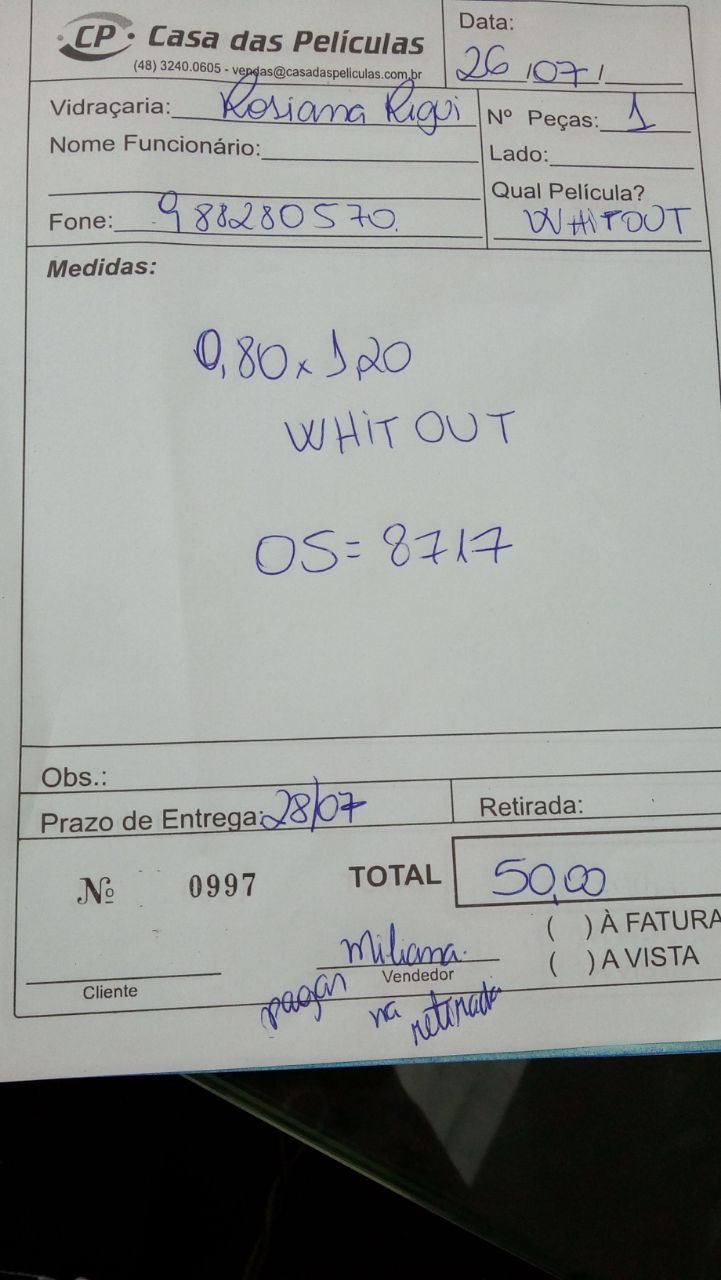 CP Casa das Películas
(48) 3240.0605 - vendas@casadaspeliculas.com.br
Data:
26/07/
Vidraçaria: Rosiana Rigui
Nº Peças: 1
Nome Funcionário:
Lado:
Qual Película?
WHITOUT
Fone: 988280570.
Medidas:
0,80 x 1,20
WHIT OUT
OS = 8717
Obs.:
Prazo de Entrega: 28/07
Retirada:
Nº 0997
TOTAL 50,00
( ) À FATURA
( ) A VISTA
Miliana.
Cliente
Vendedor
pagar na retirada